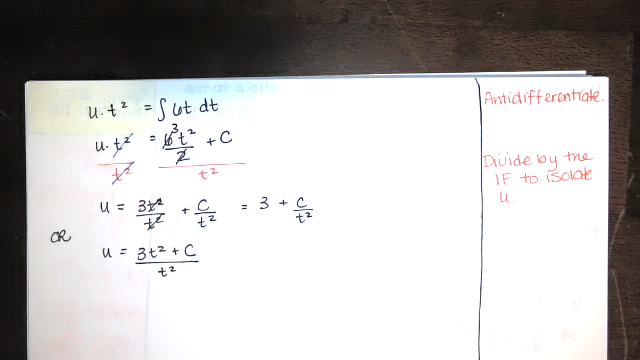 u · t² = ∫ 6t dt
Antidifferentiate.
u · t² / t² = (6³t²/2 + C) / t²
Divide by the
IF to isolate
u.
u = 3t²/t² + C/t² = 3 + C/t²
OR
u = (3t² + C) / t²